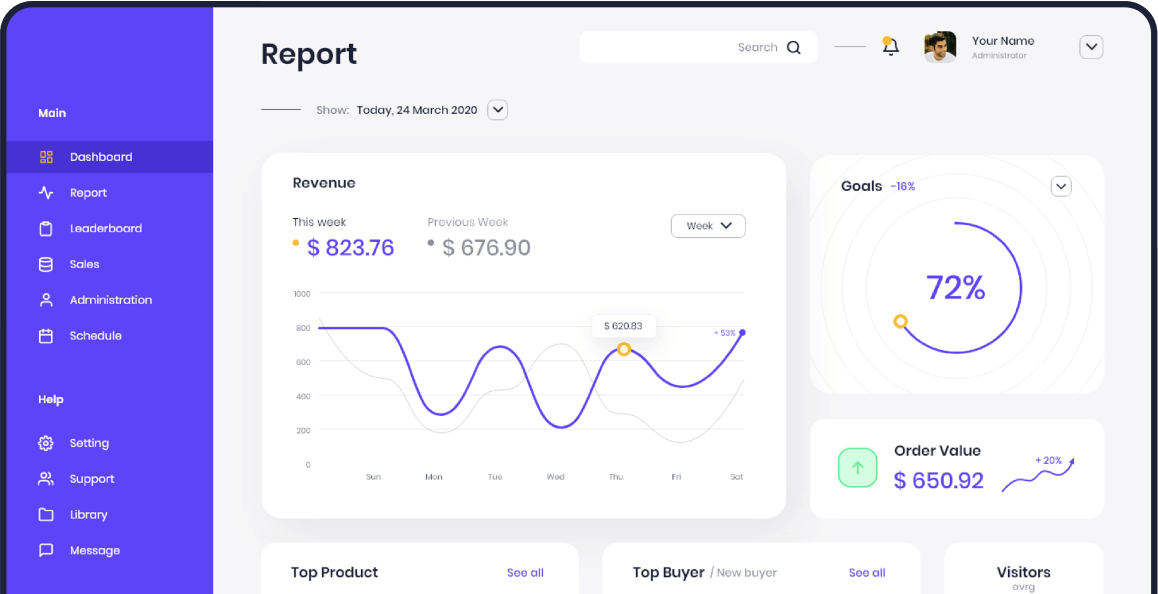 Main
Dashboard
Report
Leaderboard
Sales
Administration
Schedule
Help
Setting
Support
Library
Message
Report
Search
Your Name
Administrator
Show: Today, 24 March 2020
Revenue
This week
$ 823.76
Previous Week
$ 676.90
Week
1000
800
600
400
200
0
$ 620.83
+ 53%
Sun Mon Tue Wed Thu Fri Sat
Goals -16%
72%
Order Value
$ 650.92
+ 20%
Top Product See all
Top Buyer / New buyer See all
Visitors
avrg